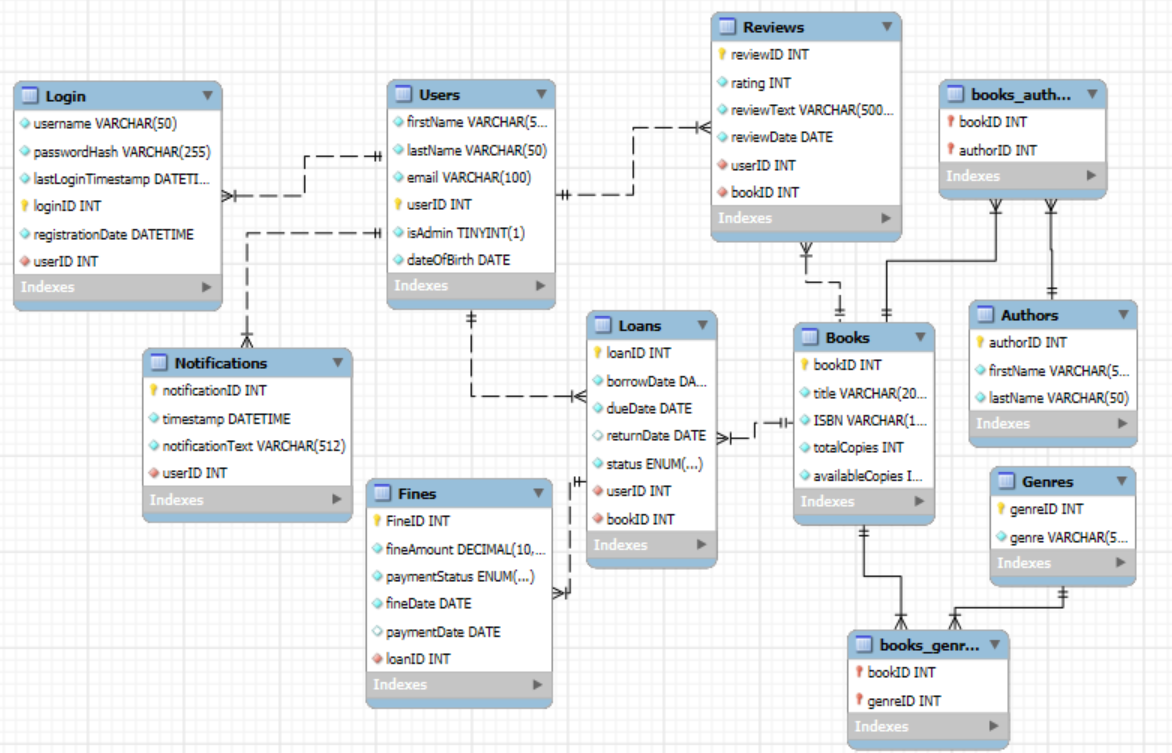 Login
username VARCHAR(50)
passwordHash VARCHAR(255)
lastLoginTimestamp DATETI...
loginID INT
registrationDate DATETIME
userID INT
Indexes
Users
firstName VARCHAR(5...
lastName VARCHAR(50)
email VARCHAR(100)
userID INT
isAdmin TINYINT(1)
dateOfBirth DATE
Indexes
Reviews
reviewID INT
rating INT
reviewText VARCHAR(500...
reviewDate DATE
userID INT
bookID INT
Indexes
books_auth...
bookID INT
authorID INT
Indexes
Notifications
notificationID INT
timestamp DATETIME
notificationText VARCHAR(512)
userID INT
Indexes
Loans
loanID INT
borrowDate DA...
dueDate DATE
returnDate DATE
status ENUM(...)
userID INT
bookID INT
Indexes
Books
bookID INT
title VARCHAR(20...
ISBN VARCHAR(1...
totalCopies INT
availableCopies I...
Indexes
Authors
authorID INT
firstName VARCHAR(5...
lastName VARCHAR(50)
Indexes
Fines
FineID INT
fineAmount DECIMAL(10,...
paymentStatus ENUM(...)
fineDate DATE
paymentDate DATE
loanID INT
Indexes
Genres
genreID INT
genre VARCHAR(5...
Indexes
books_genr...
bookID INT
genreID INT
Indexes